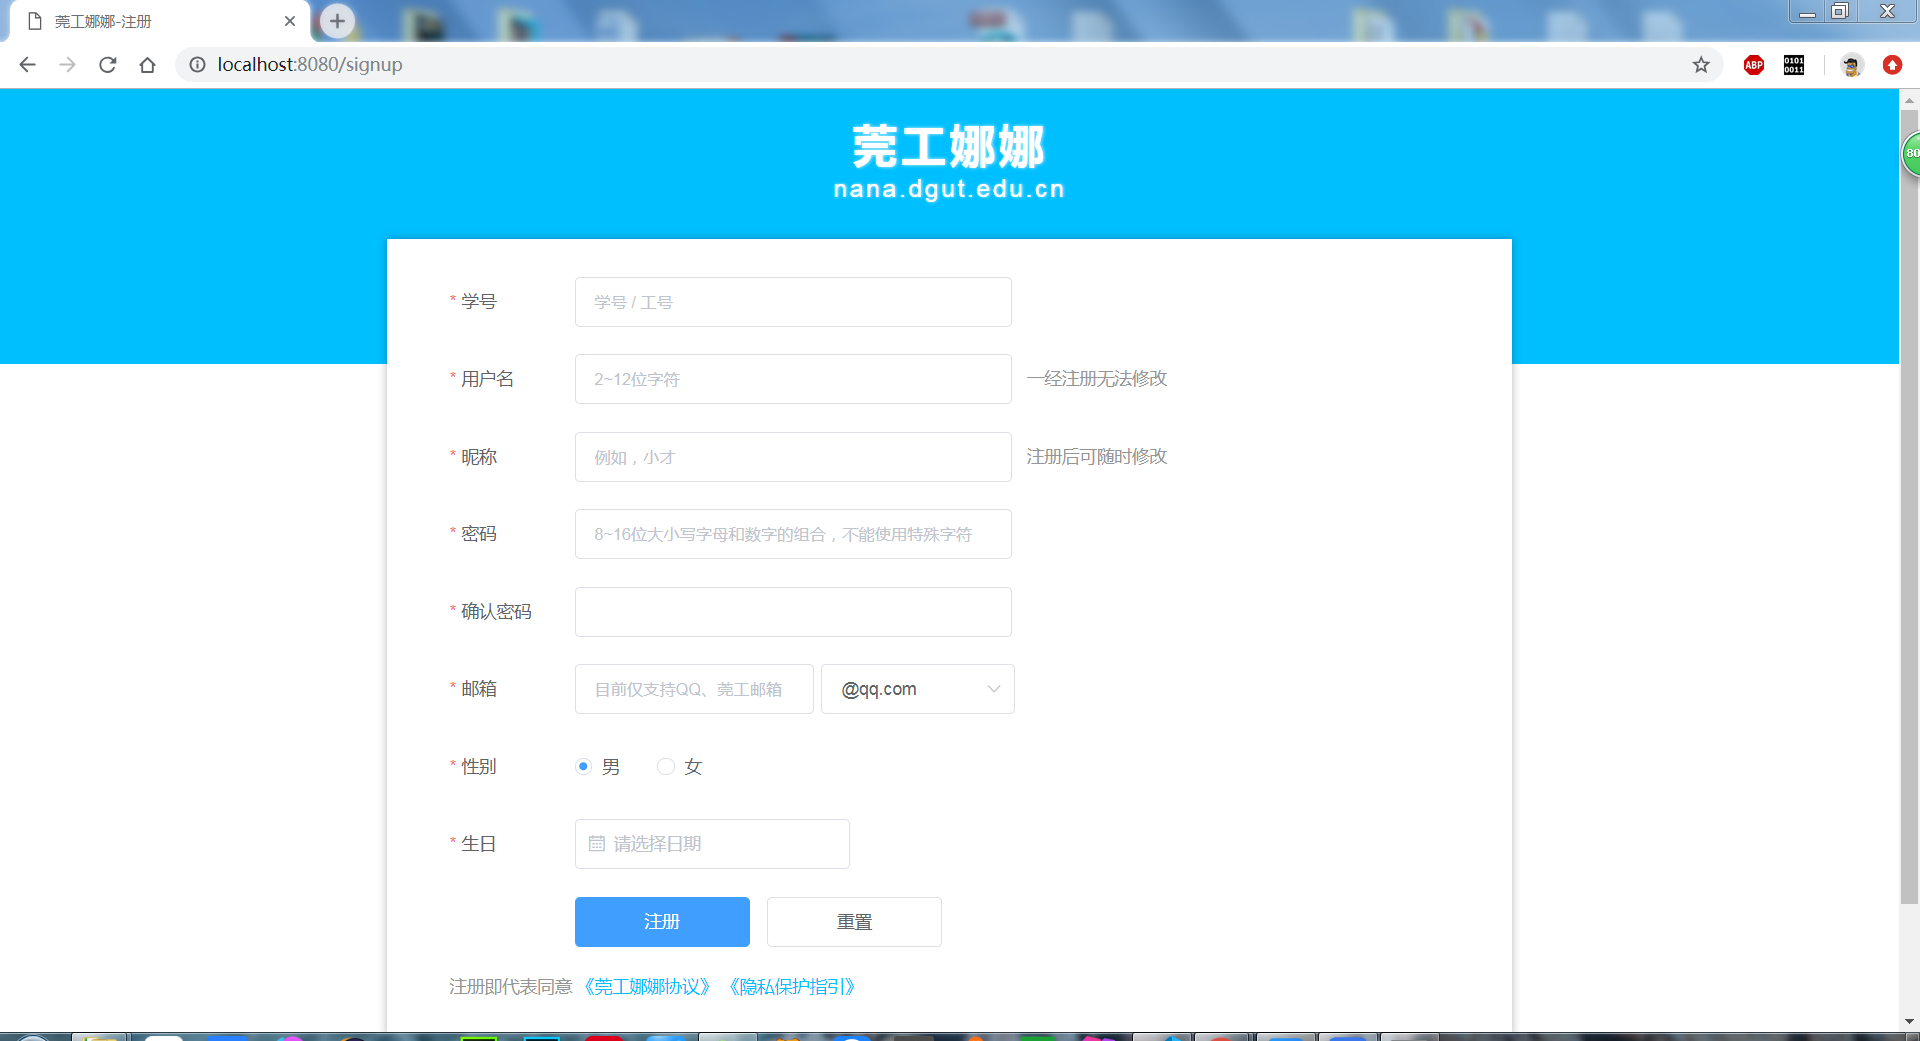 莞工娜娜-注册
localhost:8080/signup
ABP
0101
0011
莞工娜娜
nana.dgut.edu.cn
80
* 学号
学号 / 工号
* 用户名
2~12位字符
一经注册无法修改
* 昵称
例如，小才
注册后可随时修改
* 密码
8~16位大小写字母和数字的组合，不能使用特殊字符
* 确认密码
* 邮箱
目前仅支持QQ、莞工邮箱
@qq.com
* 性别
男
女
* 生日
请选择日期
注册
重置
注册即代表同意《莞工娜娜协议》《隐私保护指引》